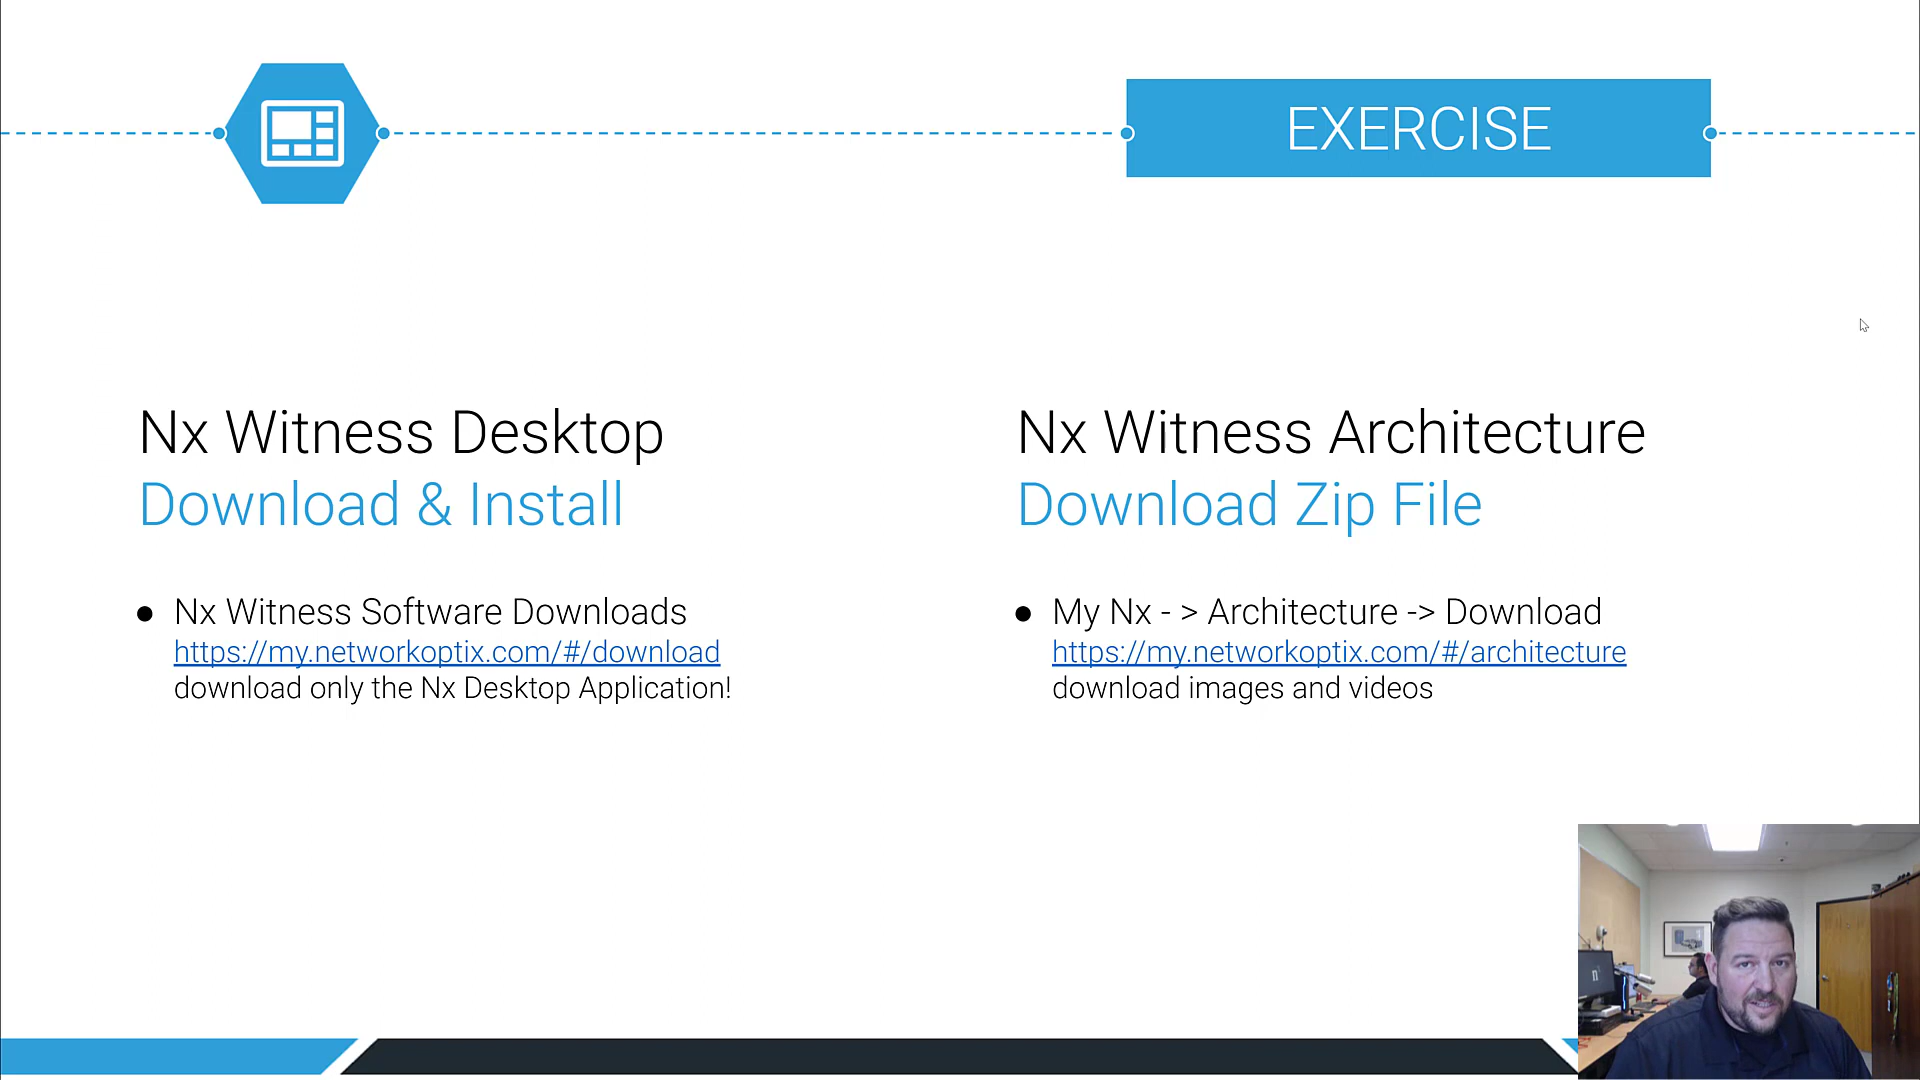 EXERCISE
Nx Witness Desktop
Download & Install
● Nx Witness Software Downloads
https://my.networkoptix.com/#/download
download only the Nx Desktop Application!
Nx Witness Architecture
Download Zip File
● My Nx - > Architecture -> Download
https://my.networkoptix.com/#/architecture
download images and videos
n